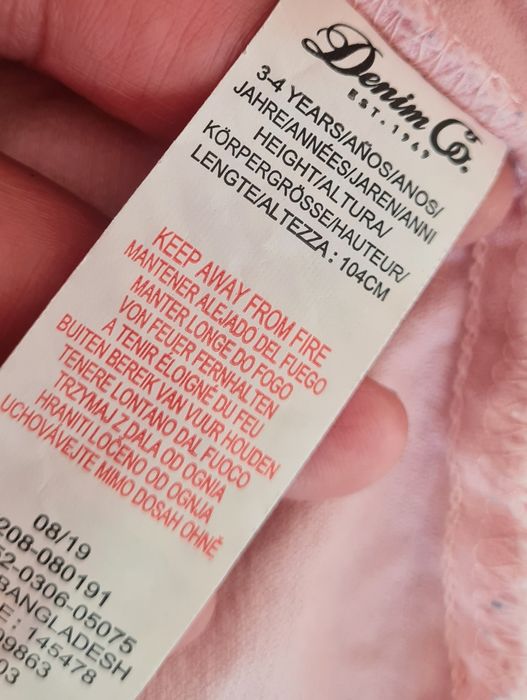 Denim Co.
EST. 1969
3-4 YEARS/AÑOS/ANOS/
JAHRE/ANNÉES/JAREN/ANNI
HEIGHT/ALTURA/
KÖRPERGRÖSSE/HAUTEUR/
LENGTE/ALTEZZA : 104CM
KEEP AWAY FROM FIRE
MANTENER ALEJADO DEL FUEGO
MANTER LONGE DO FOGO
VON FEUER FERNHALTEN
À TENIR ÉLOIGNÉ DU FEU
BUITEN BEREIK VAN VUUR HOUDEN
TENERE LONTANO DAL FUOCO
TRZYMAJ Z DALA OD OGNIA
HRANITI LOČENO OD OGNJA
UCHOVÁVEJTE MIMO DOSAH OHNĚ
08/19
208-080191
52-0306-05075
BANGLADESH
E : 145478
09863
03